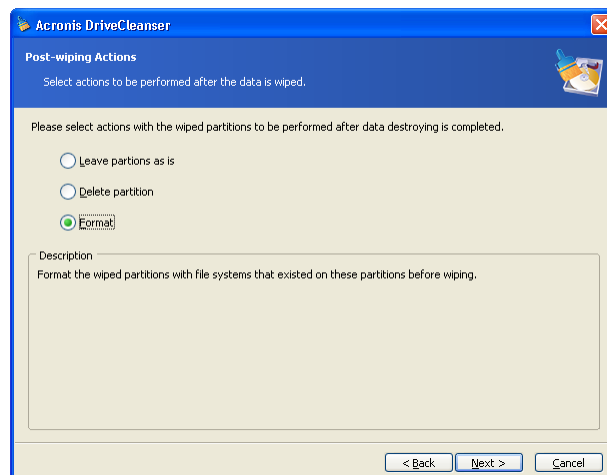 Acronis DriveCleanser
Post-wiping Actions
Select actions to be performed after the data is wiped.
Please select actions with the wiped partitions to be performed after data destroying is completed.
Leave partions as is
Delete partition
Format
Description
Format the wiped partitions with file systems that existed on these partitions before wiping.
< Back Next > Cancel